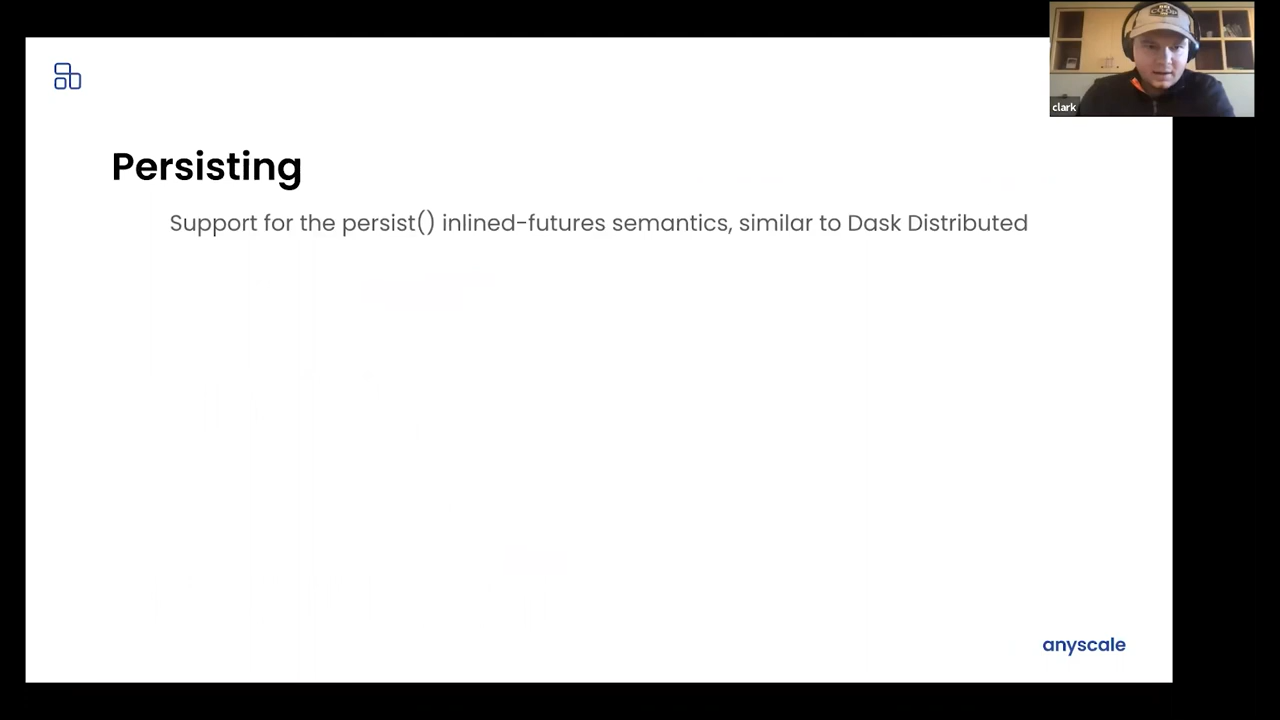 clark
Persisting
Support for the persist() inlined-futures semantics, similar to Dask Distributed
anyscale